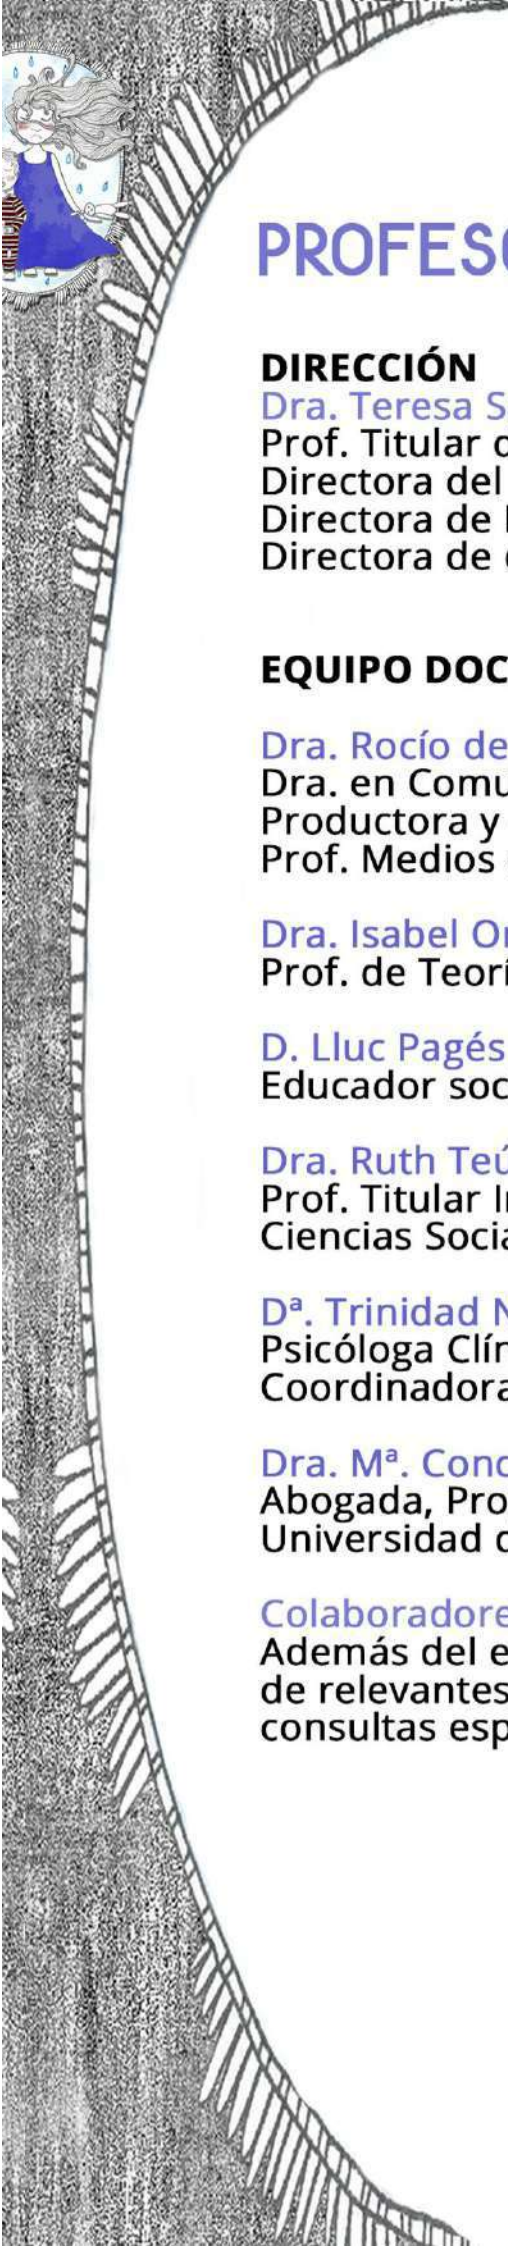 PROFESO
DIRECCIÓN
Dra. Teresa S
Prof. Titular d
Directora del
Directora de
Directora de
EQUIPO DOC
Dra. Rocío de
Dra. en Comu
Productora y
Prof. Medios
Dra. Isabel Or
Prof. de Teorí
D. Lluc Pagés
Educador soc
Dra. Ruth Teú
Prof. Titular In
Ciencias Socia
Dª. Trinidad N
Psicóloga Clín
Coordinadora
Dra. Mª. Conc
Abogada, Pro
Universidad d
Colaboradore
Además del e
de relevantes
consultas esp